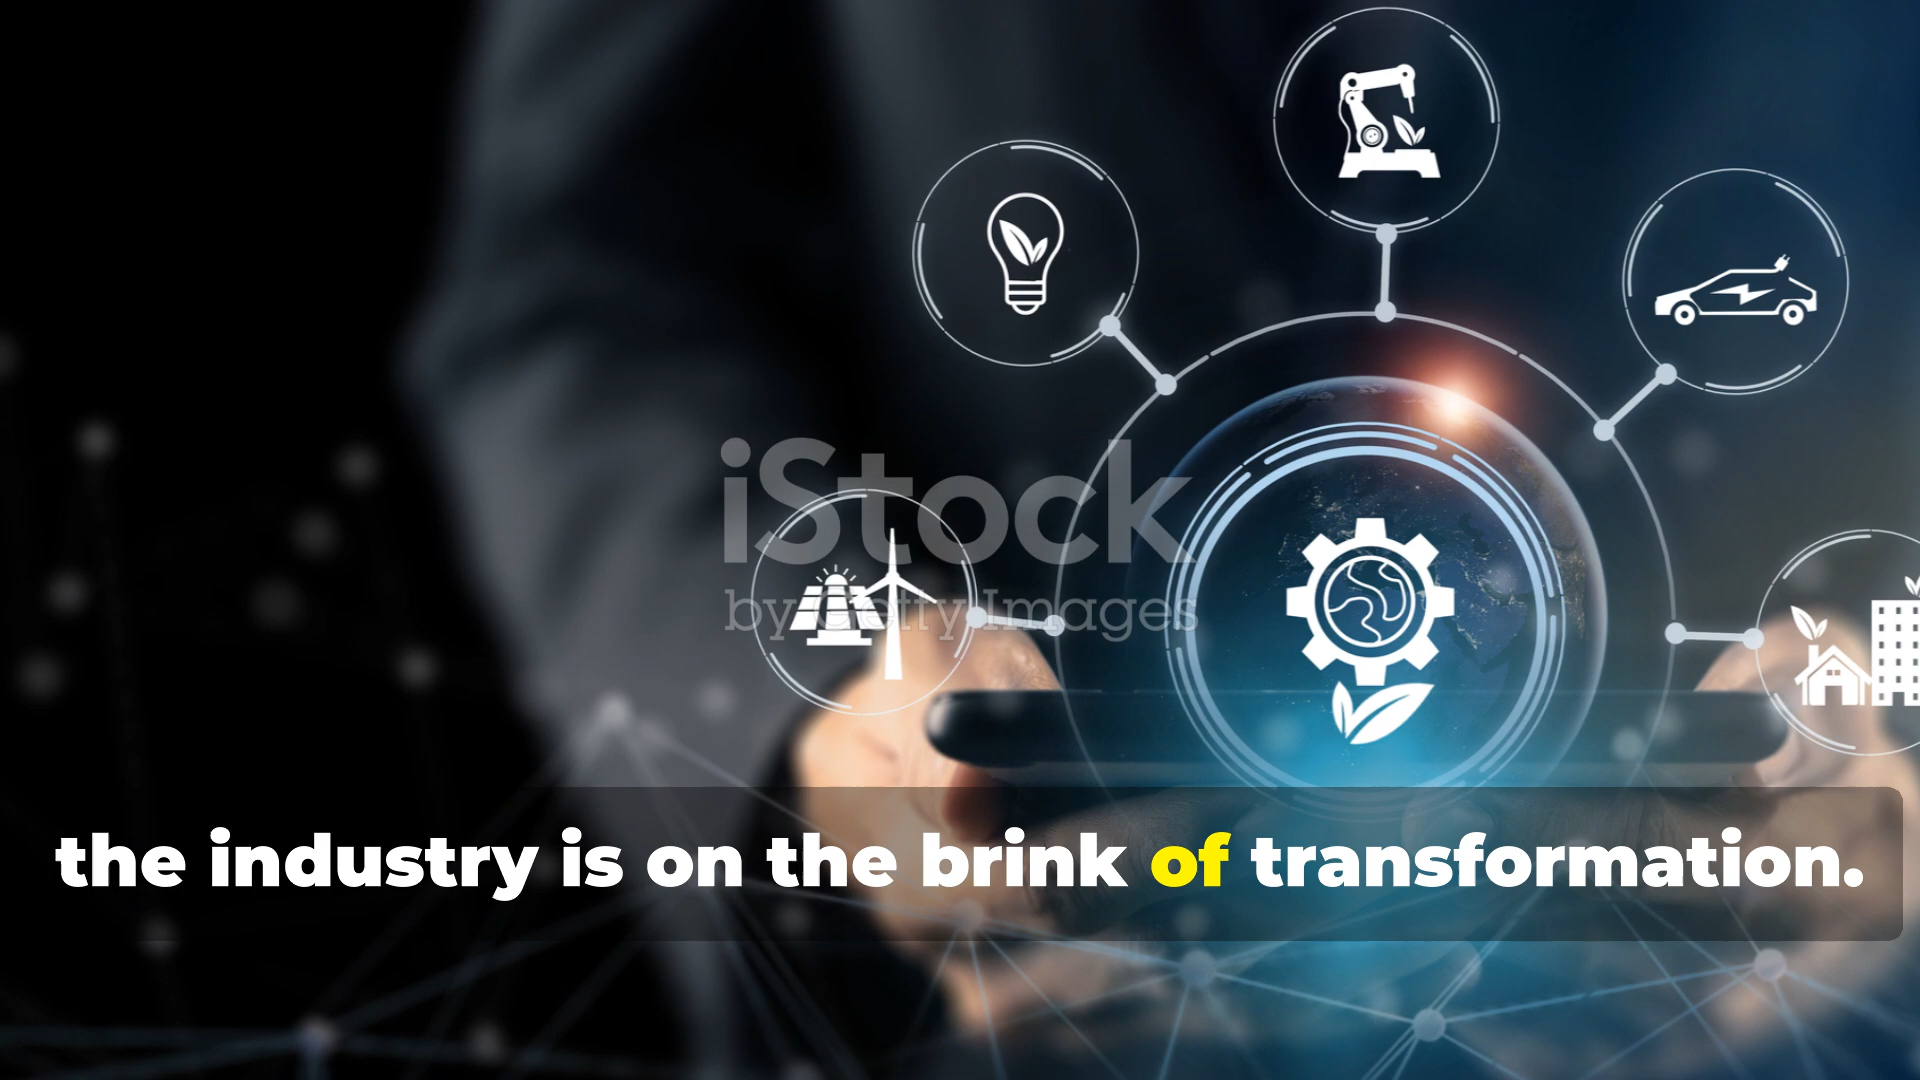 iStock
by Getty Images
the industry is on the brink of transformation.